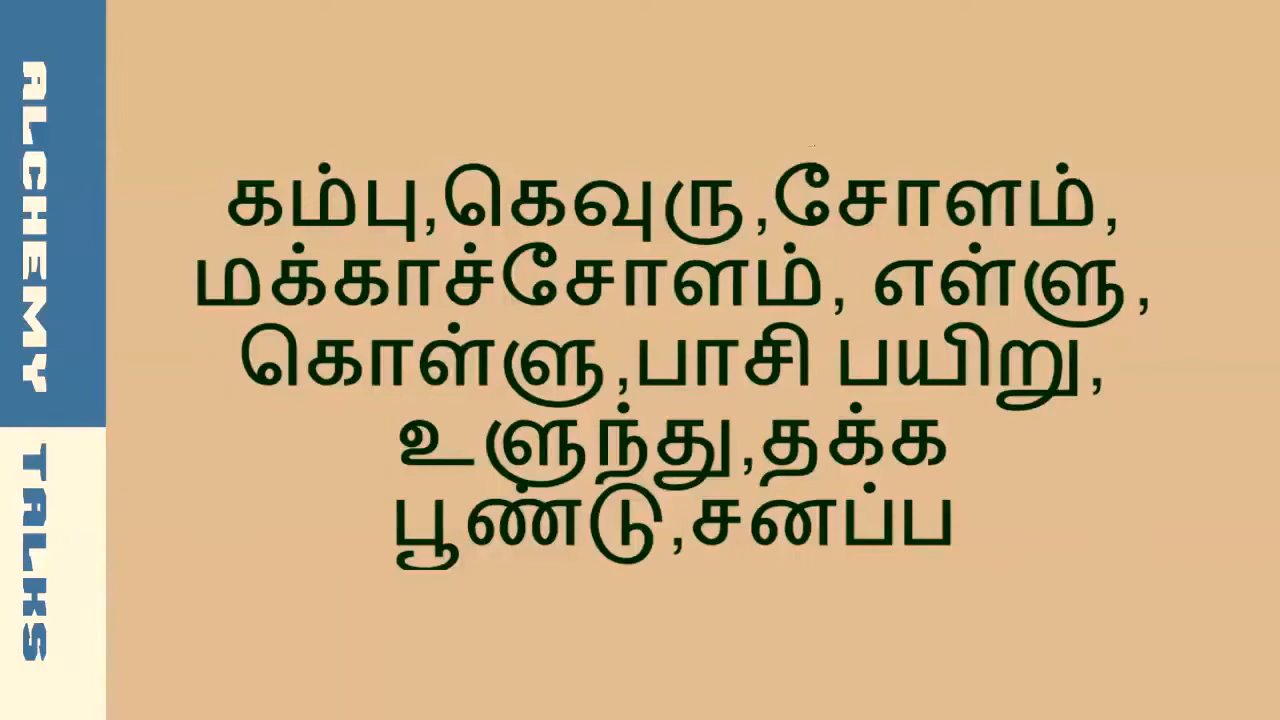 ALCHEMY TALKS
கம்பு,கெவுரு,சோளம்,
மக்காச்சோளம், எள்ளு,
கொள்ளு,பாசி பயிறு,
உளுந்து,தக்க
பூண்டு,சனப்ப